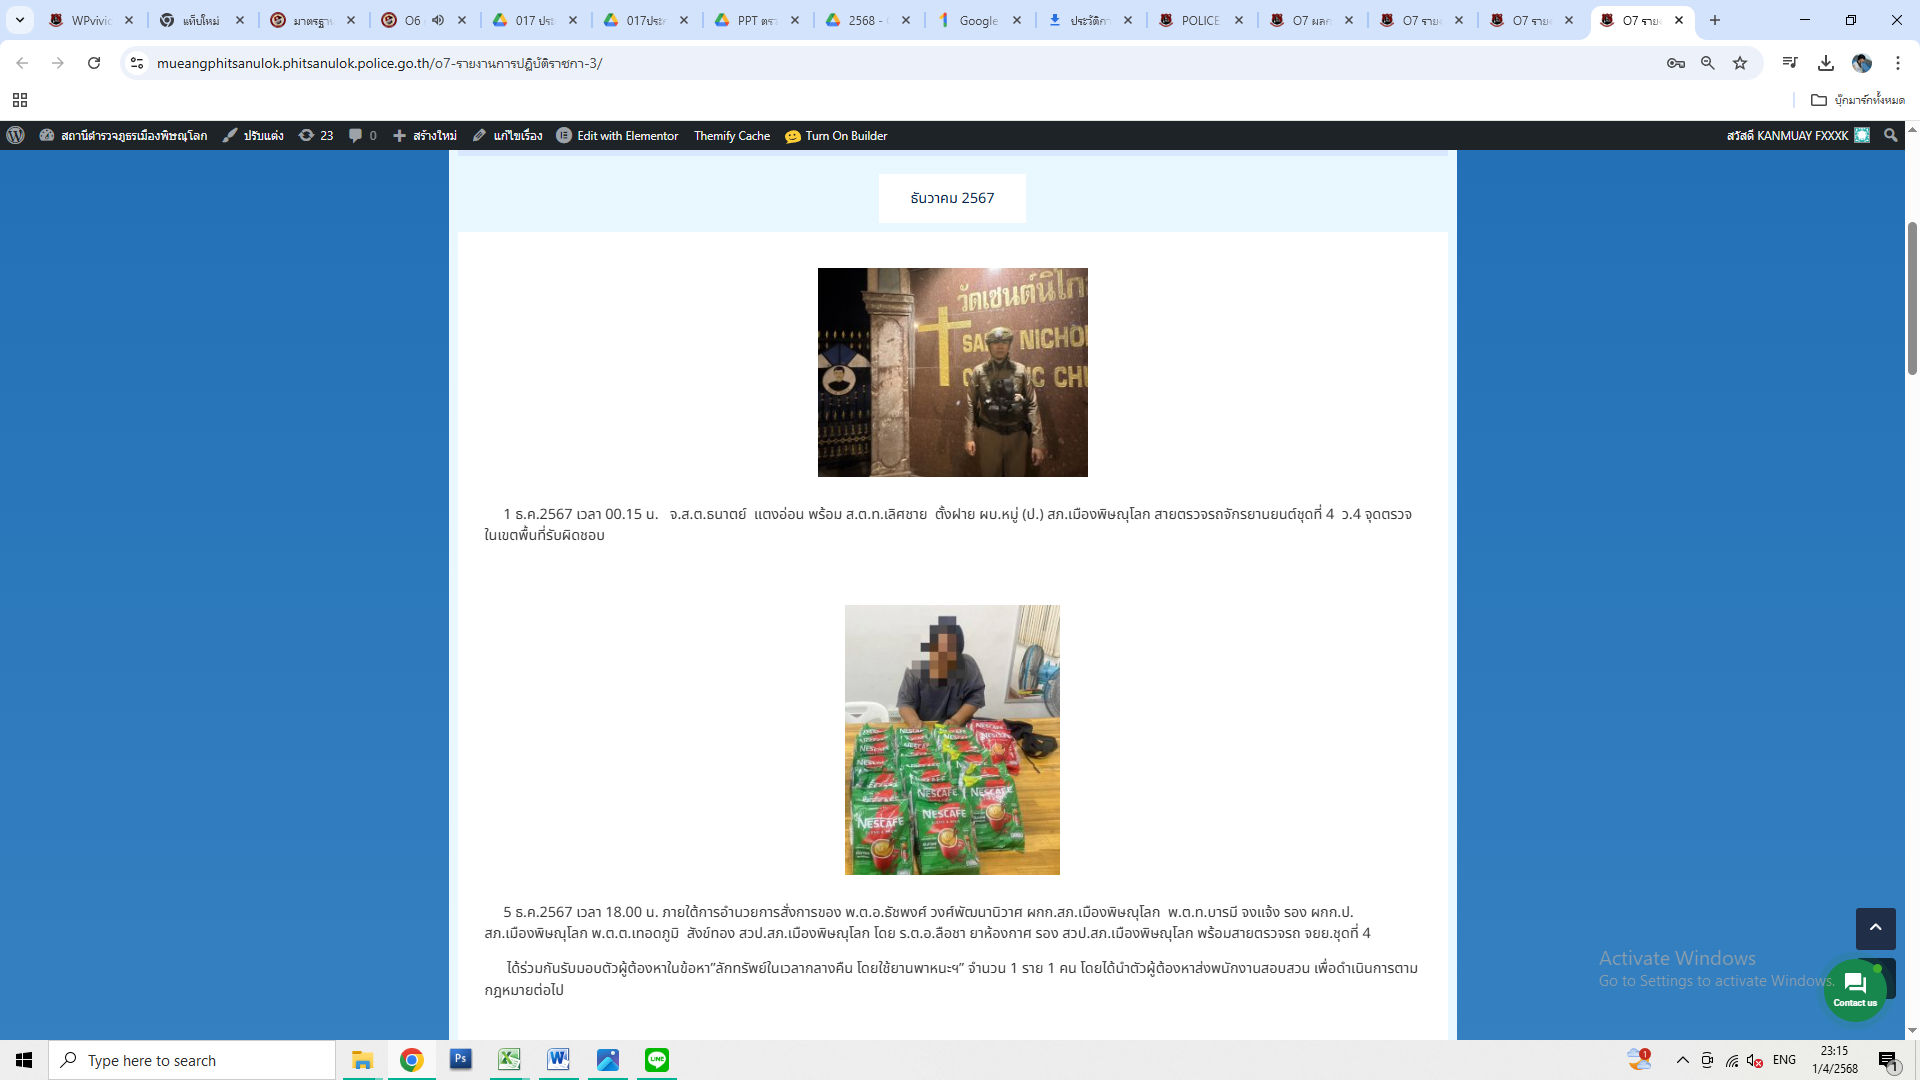 WPvivic
แท็บใหม่
มาตรฐาน
O6
017 ประ
017ประก
PPT ตรว
2568 -
Google
ประวัติกา
POLICE
O7 ผลก
O7 ราย
O7 ราย
O7 ราย
mueangphitsanulok.phitsanulok.police.go.th/o7-รายงานการปฏิบัติราชกา-3/
บุ๊กมาร์กทั้งหมด
สถานีตำรวจภูธรเมืองพิษณุโลก ปรับแต่ง 23 0 สร้างใหม่ แก้ไขเรื่อง Edit with Elementor Themify Cache Turn On Builder สวัสดี KANMUAY FXXXK
ธันวาคม 2567
วัดเซนต์นิโก
NICHO
CHU
1 ธ.ค.2567 เวลา 00.15 น. จ.ส.ต.ธนาตย์ แตงอ่อน พร้อม ส.ต.ท.เลิศชาย ตั้งฝาย ผบ.หมู่ (ป.) สภ.เมืองพิษณุโลก สายตรวจรถจักรยานยนต์ชุดที่ 4 ว.4 จุดตรวจ
ในเขตพื้นที่รับผิดชอบ
NESCAFE
NESCAFE
NESCAFE
NESCAFE
NESCAFE
5 ธ.ค.2567 เวลา 18.00 น. ภายใต้การอำนวยการสั่งการของ พ.ต.อ.ธัชพงศ์ วงศ์พัฒนานิวาศ ผกก.สภ.เมืองพิษณุโลก พ.ต.ท.บารมี จงแจ้ง รอง ผกก.ป.
สภ.เมืองพิษณุโลก พ.ต.ต.เทอดภูมิ สังข์ทอง สวป.สภ.เมืองพิษณุโลก โดย ร.ต.อ.ลือชา ยาห้องกาศ รอง สวป.สภ.เมืองพิษณุโลก พร้อมสายตรวจรถ จยย.ชุดที่ 4
ได้ร่วมกันรับมอบตัวผู้ต้องหาในข้อหา"ลักทรัพย์ในเวลากลางคืน โดยใช้ยานพาหนะฯ" จำนวน 1 ราย 1 คน โดยได้นำตัวผู้ต้องหาส่งพนักงานสอบสวน เพื่อดำเนินการตาม
กฎหมายต่อไป
Activate Windows
Go to Settings to activate Windows.
Contact us
Type here to search
Ps
LINE
1
ENG
23:15
1/4/2568
1